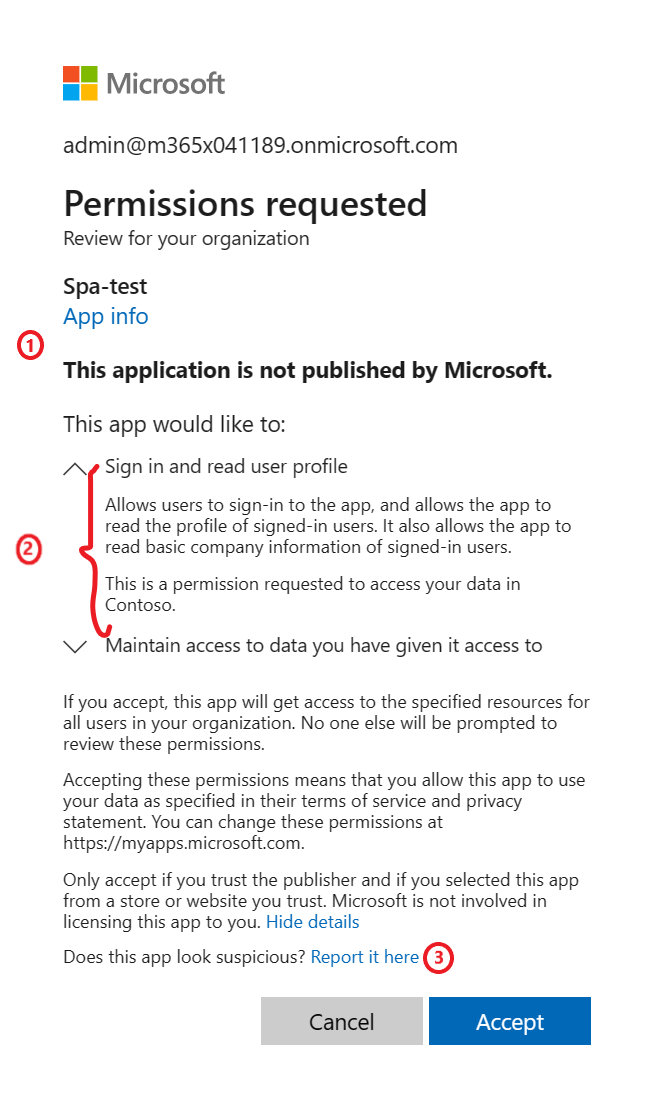 Microsoft
admin@m365x041189.onmicrosoft.com
Permissions requested
Review for your organization
Spa-test
App info
1
This application is not published by Microsoft.
This app would like to:
Sign in and read user profile
Allows users to sign-in to the app, and allows the app to
read the profile of signed-in users. It also allows the app to
read basic company information of signed-in users.
2
This is a permission requested to access your data in
Contoso.
Maintain access to data you have given it access to
If you accept, this app will get access to the specified resources for
all users in your organization. No one else will be prompted to
review these permissions.
Accepting these permissions means that you allow this app to use
your data as specified in their terms of service and privacy
statement. You can change these permissions at
https://myapps.microsoft.com.
Only accept if you trust the publisher and if you selected this app
from a store or website you trust. Microsoft is not involved in
licensing this app to you. Hide details
Does this app look suspicious? Report it here 3
Cancel Accept